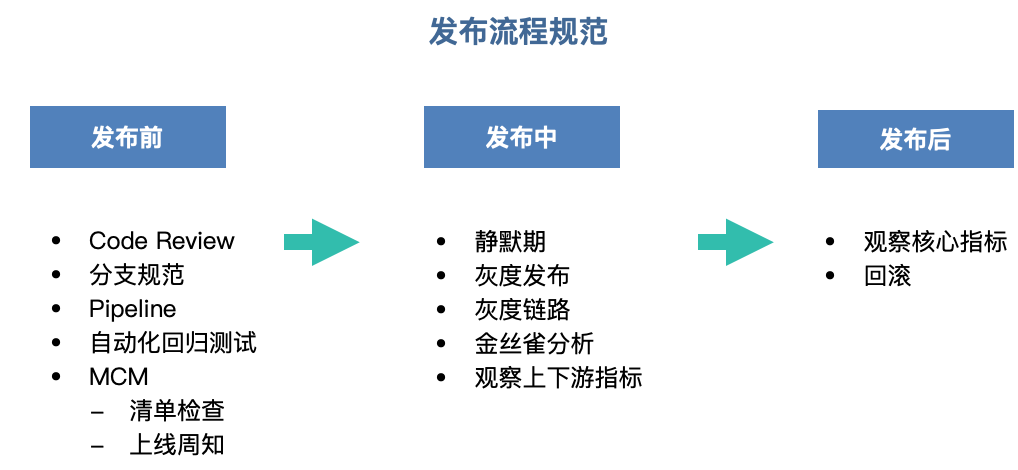 发布流程规范
发布前
Code Review
分支规范
Pipeline
自动化回归测试
MCM
清单检查
上线周知
发布中
静默期
灰度发布
灰度链路
金丝雀分析
观察上下游指标
发布后
观察核心指标
回滚